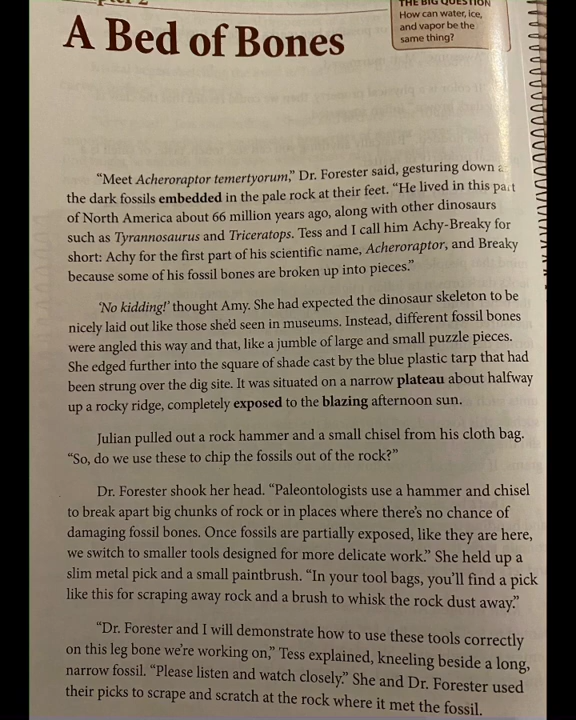 Chapter 2
THE BIG QUESTION
How can water, ice,
and vapor be the
same thing?
A Bed of Bones
"Meet Acheroraptor temertyorum," Dr. Forester said, gesturing down
the dark fossils embedded in the pale rock at their feet. "He lived in this part
of North America about 66 million years ago, along with other dinosaurs
such as Tyrannosaurus and Triceratops. Tess and I call him Achy-Breaky for
short: Achy for the first part of his scientific name, Acheroraptor, and Breaky
because some of his fossil bones are broken up into pieces."
'No kidding!' thought Amy. She had expected the dinosaur skeleton to be
nicely laid out like those she'd seen in museums. Instead, different fossil bones
were angled this way and that, like a jumble of large and small puzzle pieces.
She edged further into the square of shade cast by the blue plastic tarp that had
been strung over the dig site. It was situated on a narrow plateau about halfway
up a rocky ridge, completely exposed to the blazing afternoon sun.
Julian pulled out a rock hammer and a small chisel from his cloth bag.
"So, do we use these to chip the fossils out of the rock?"
Dr. Forester shook her head. "Paleontologists use a hammer and chisel
to break apart big chunks of rock or in places where there's no chance of
damaging fossil bones. Once fossils are partially exposed, like they are here,
we switch to smaller tools designed for more delicate work." She held up a
slim metal pick and a small paintbrush. "In your tool bags, you'll find a pick
like this for scraping away rock and a brush to whisk the rock dust away."
"Dr. Forester and I will demonstrate how to use these tools correctly
on this leg bone we're working on," Tess explained, kneeling beside a long,
narrow fossil. "Please listen and watch closely." She and Dr. Forester used
their picks to scrape and scratch at the rock where it met the fossil.